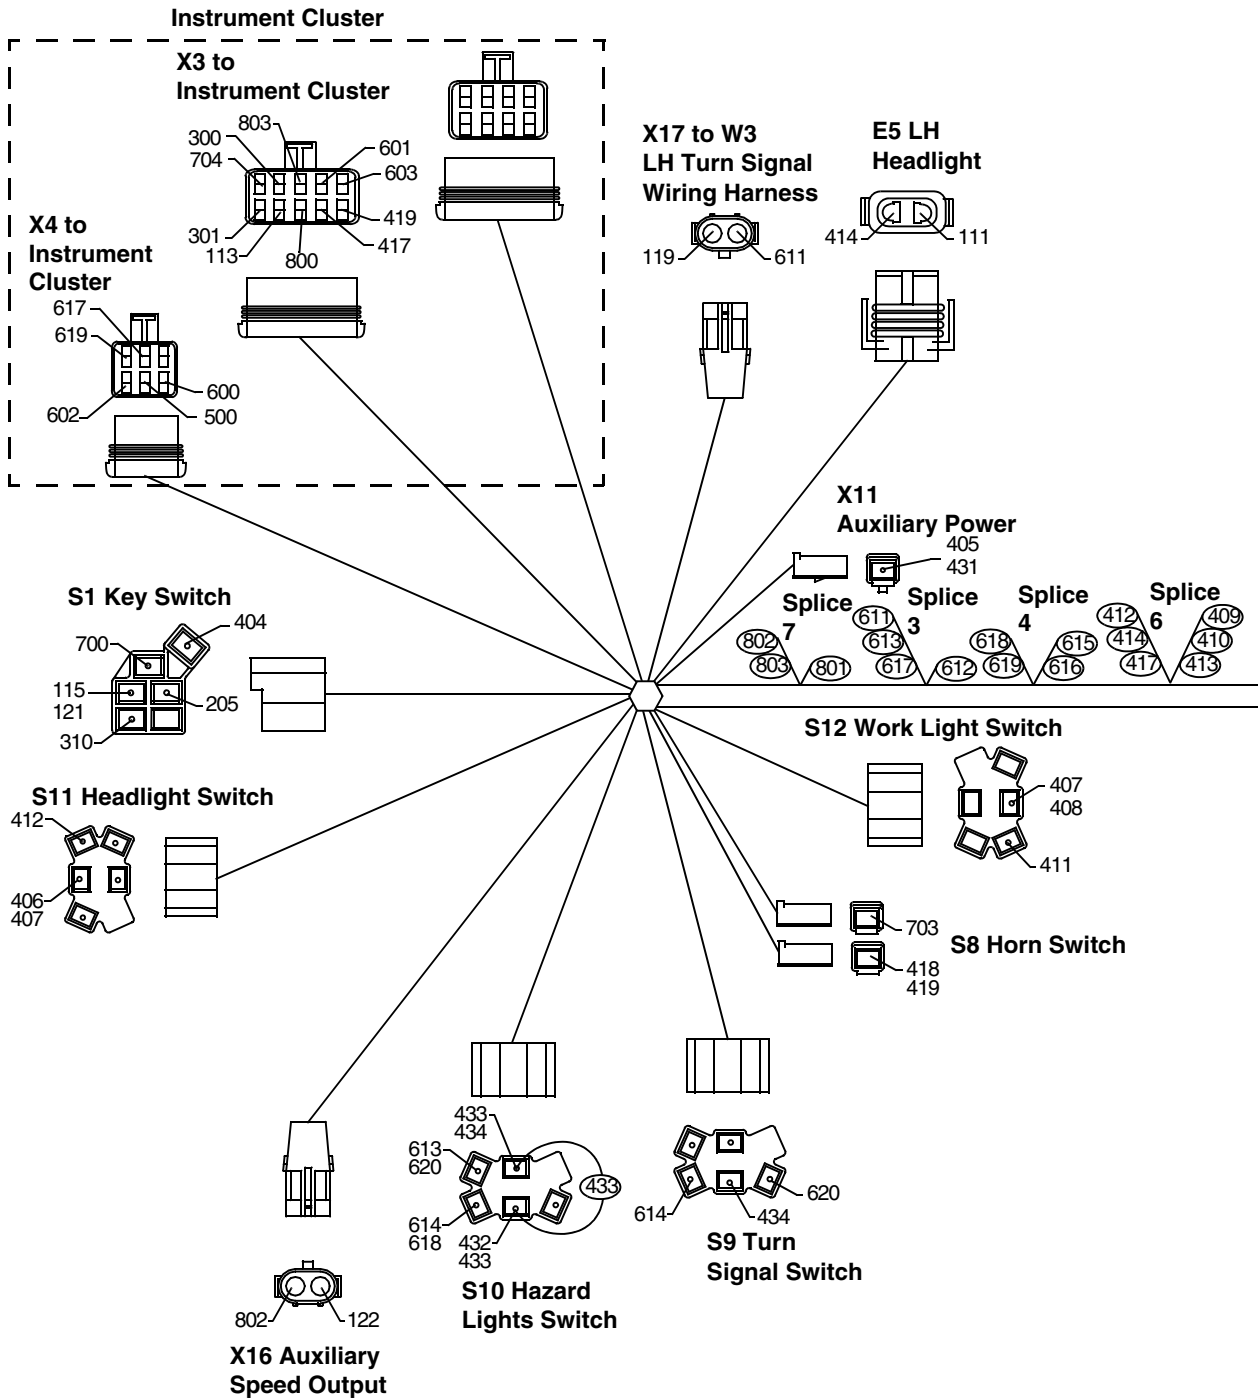 Instrument Cluster
X3 to
Instrument Cluster
803
300
704
601
603
301
113
800
417
419
X4 to
Instrument
Cluster
617
619
602
600
500
X17 to W3
LH Turn Signal
Wiring Harness
119
611
E5 LH
Headlight
414
111
X11
Auxiliary Power
405
431
Splice
7
802
803
801
Splice
3
611
613
617
612
Splice
4
618
619
615
616
Splice
6
412
414
417
409
410
413
S1 Key Switch
404
700
115
121
205
310
S11 Headlight Switch
412
406
407
S12 Work Light Switch
407
408
411
S8 Horn Switch
703
418
419
433
434
613
620
433
614
618
432
433
S10 Hazard
Lights Switch
614
434
620
S9 Turn
Signal Switch
802
122
X16 Auxiliary
Speed Output